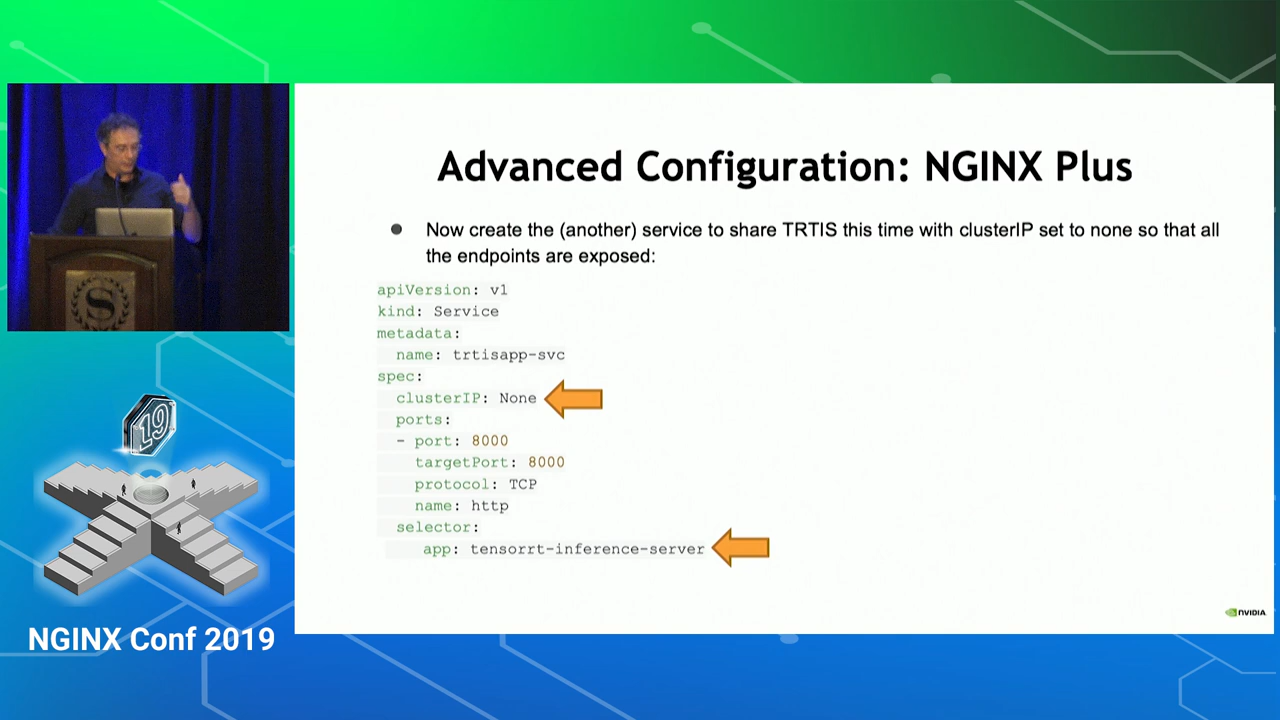 Advanced Configuration: NGINX Plus
● Now create the (another) service to share TRTIS this time with clusterIP set to none so that all
the endpoints are exposed:
apiVersion: v1
kind: Service
metadata:
  name: trtisapp-svc
spec:
  clusterIP: None
  ports:
  - port: 8000
    targetPort: 8000
    protocol: TCP
    name: http
  selector:
     app: tensorrt-inference-server
NVIDIA
S
19
NGINX Conf 2019